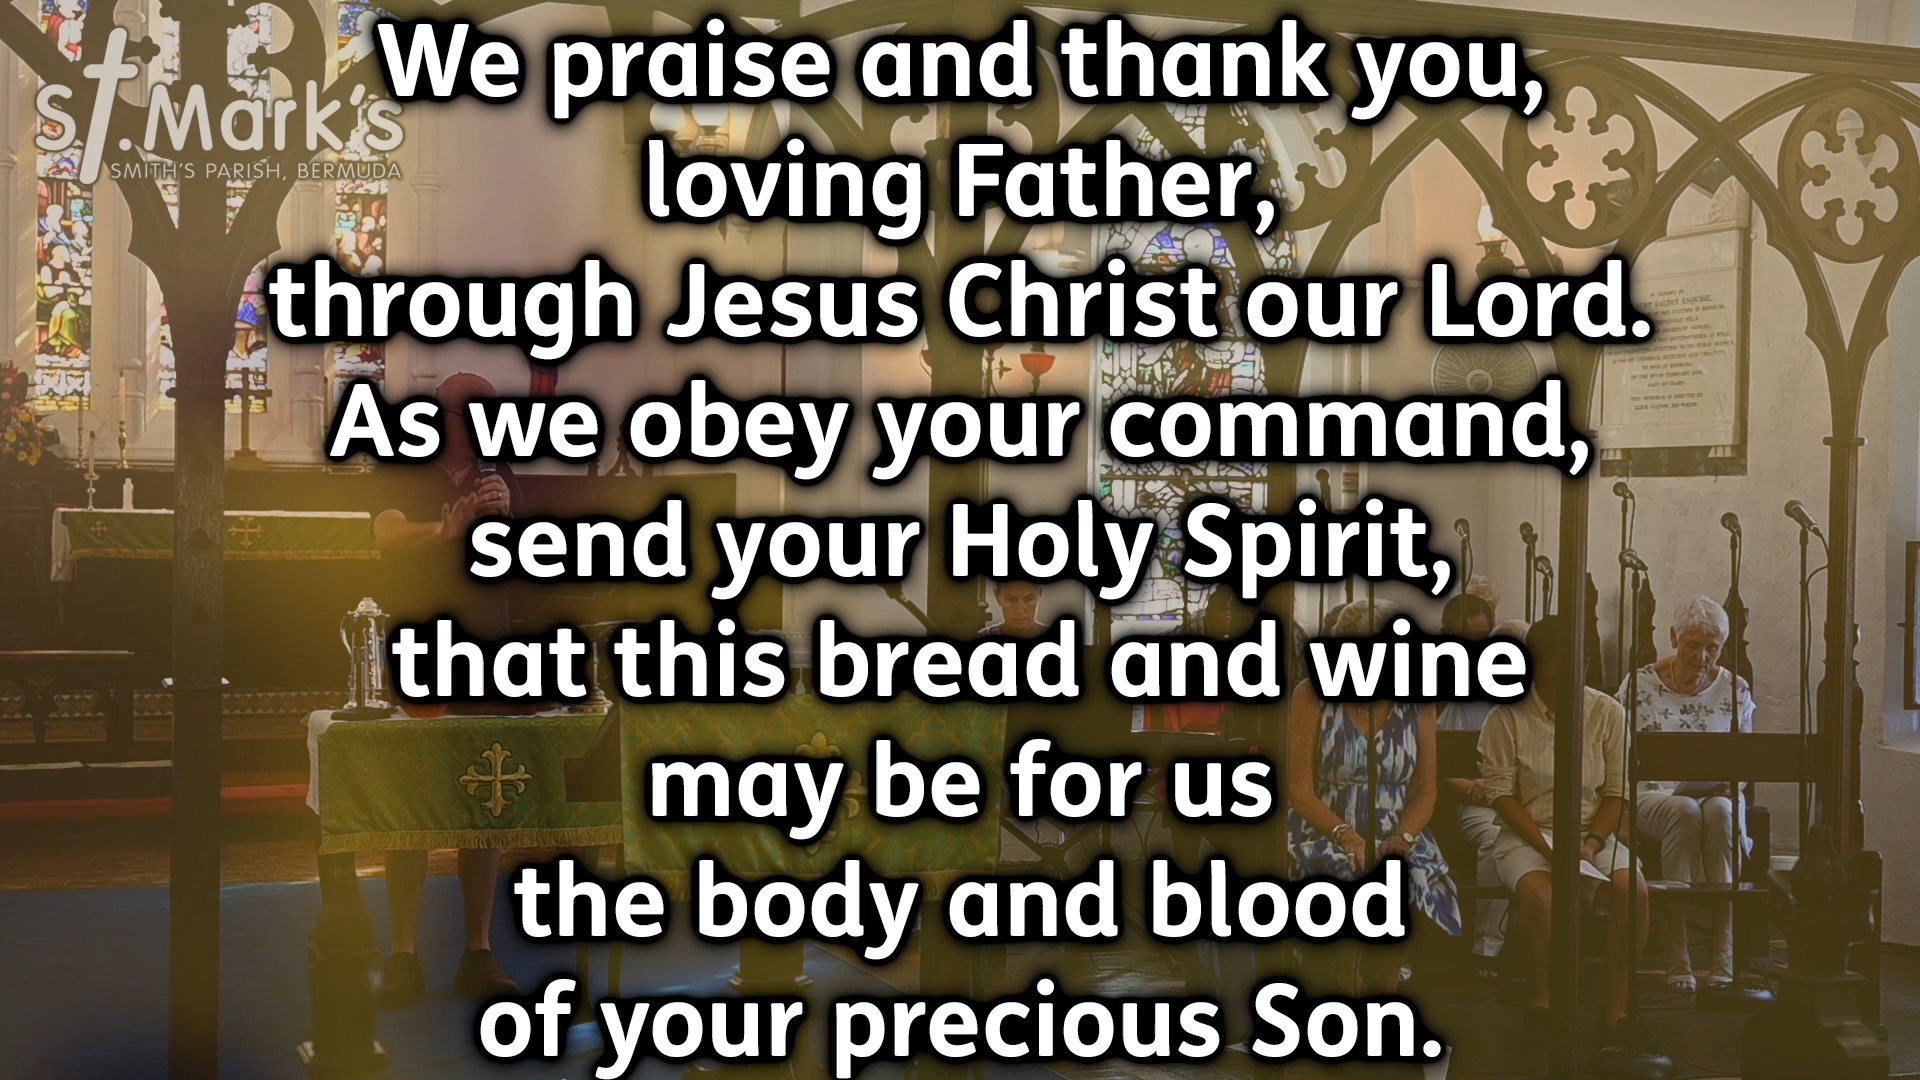 St. Mark's
SMITH'S PARISH, BERMUDA
We praise and thank you,
loving Father,
through Jesus Christ our Lord.
As we obey your command,
send your Holy Spirit,
that this bread and wine
may be for us
the body and blood
of your precious Son.